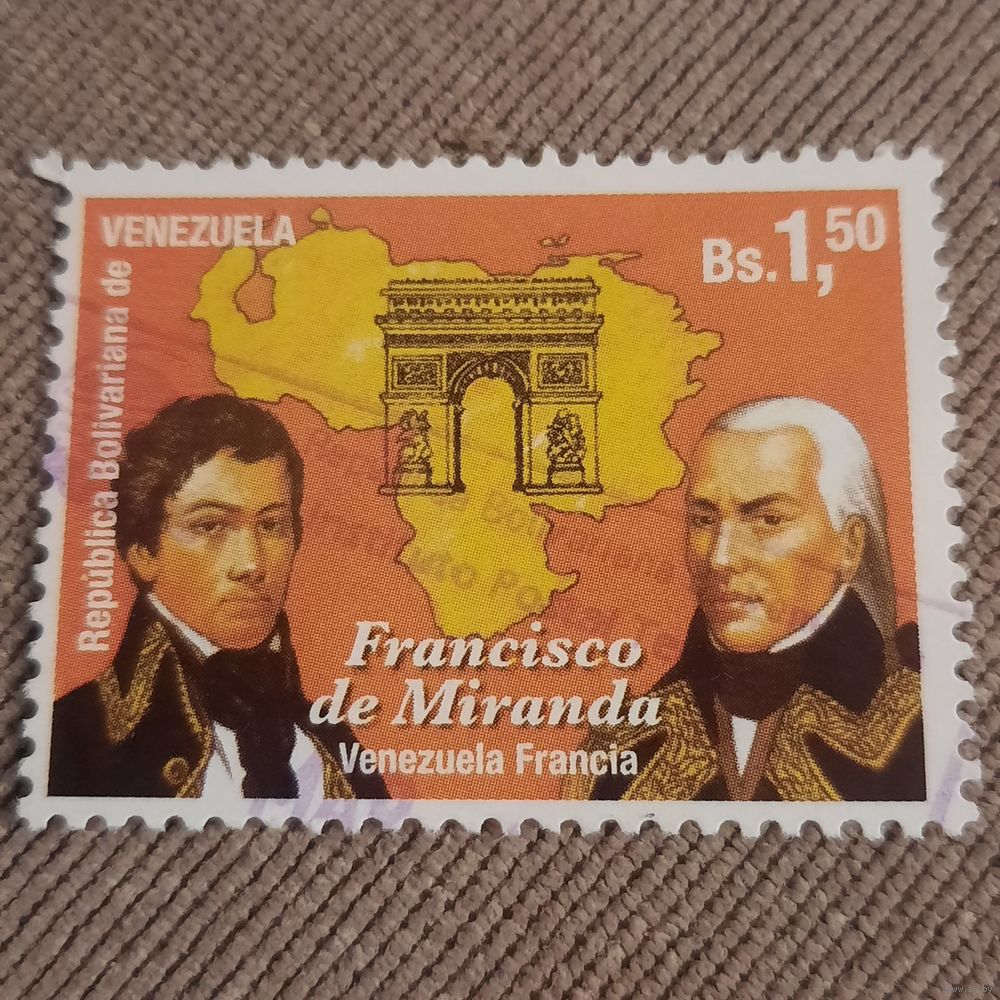 VENEZUELA
República Bolivariana de
Bs.1,50
Francisco
de Miranda
Venezuela Francia